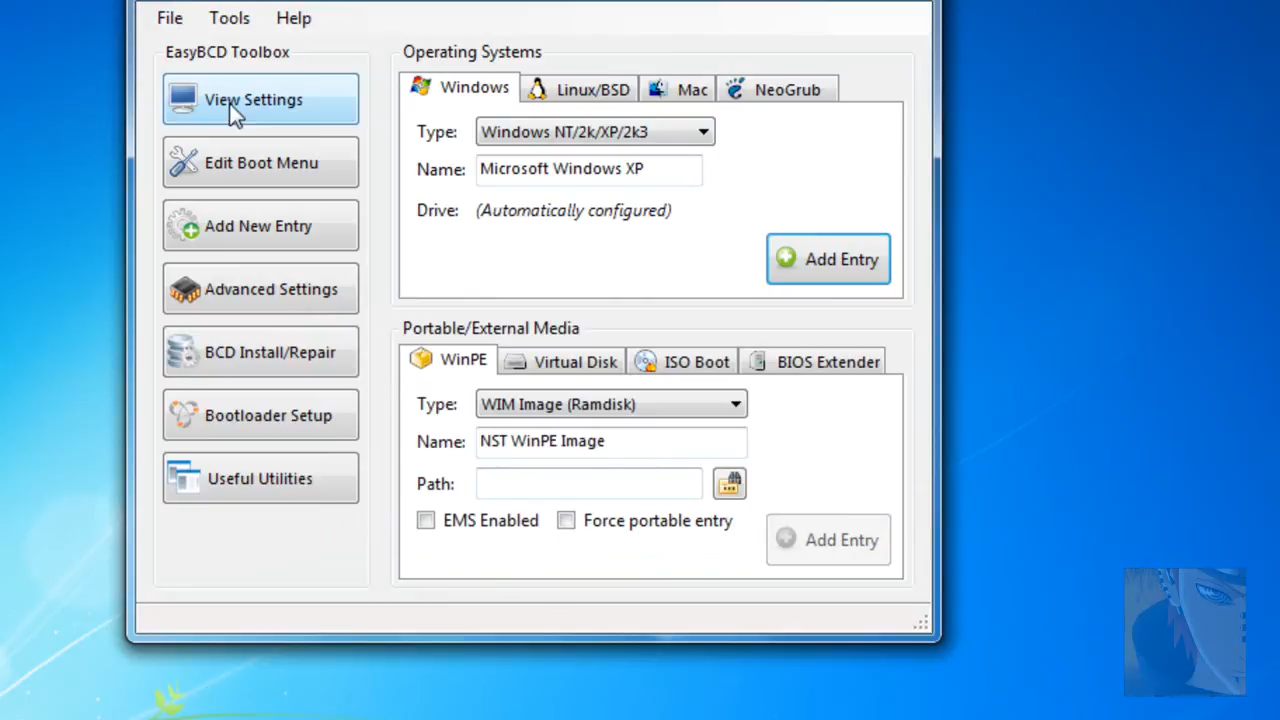 File Tools Help
EasyBCD Toolbox
View Settings
Edit Boot Menu
Add New Entry
Advanced Settings
BCD Install/Repair
Bootloader Setup
Useful Utilities
Operating Systems
Windows Linux/BSD Mac NeoGrub
Type: Windows NT/2k/XP/2k3
Name: Microsoft Windows XP
Drive: (Automatically configured)
Add Entry
Portable/External Media
WinPE Virtual Disk ISO Boot BIOS Extender
Type: WIM Image (Ramdisk)
Name: NST WinPE Image
Path:
EMS Enabled Force portable entry
Add Entry